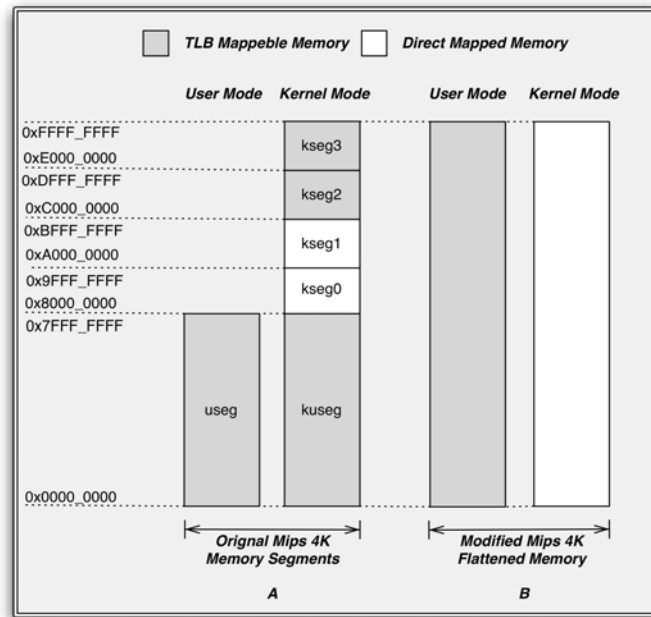 TLB Mappeble Memory Direct Mapped Memory
User Mode Kernel Mode User Mode Kernel Mode
0xFFFF_FFFF
kseg3
0xE000_0000
0xDFFF_FFFF
kseg2
0xC000_0000
0xBFFF_FFFF
kseg1
0xA000_0000
0x9FFF_FFFF
kseg0
0x8000_0000
0x7FFF_FFFF
useg kuseg
0x0000_0000
Orignal Mips 4K Modified Mips 4K
Memory Segments Flattened Memory
A B